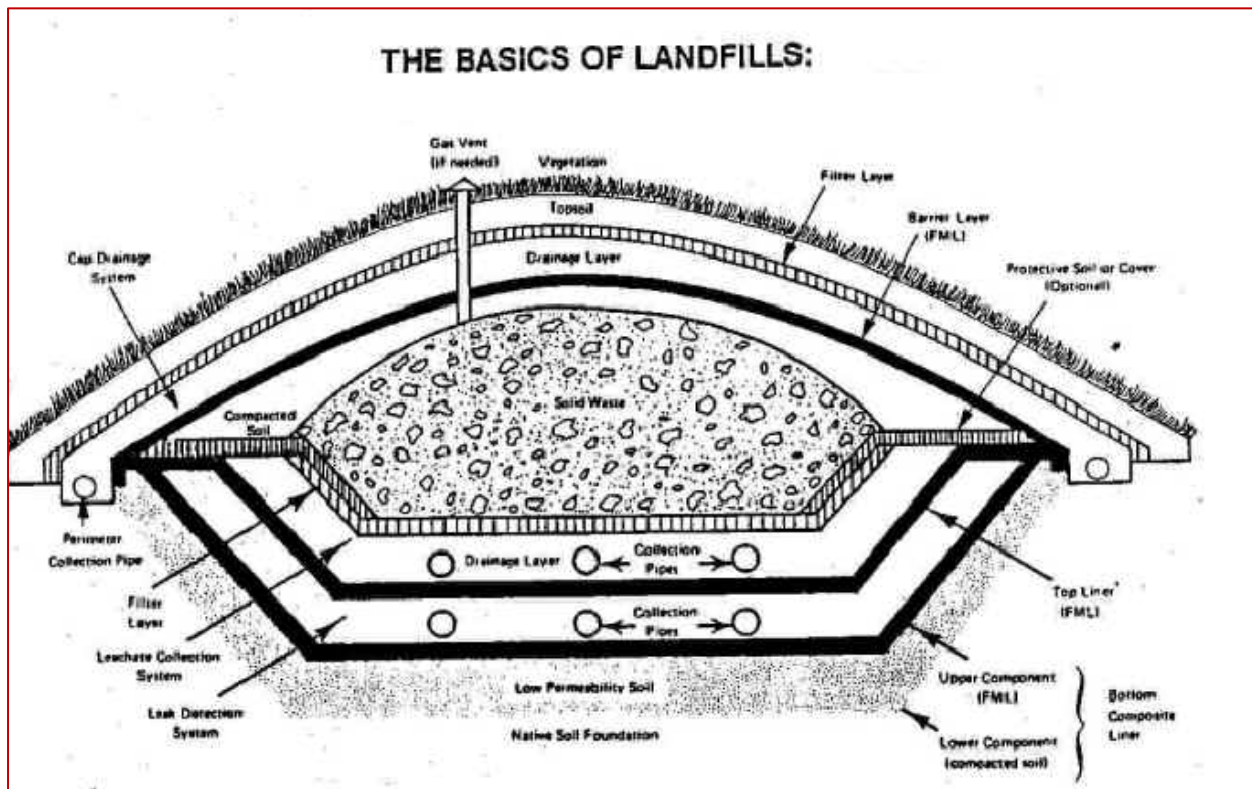 THE BASICS OF LANDFILLS:
Gas Vent
(if needed)
Vegetation
Filter Layer
Topsoil
Barrier Layer
(FML)
Cap Drainage
System
Drainage Layer
Protective Soil or Cover
(Optional)
Compacted
Soil
Solid Waste
Perimeter
Collection Pipe
Drainage Layer
Collection
Pipes
Filter
Layer
Top Liner
(FML)
Collection
Pipes
Leachate Collection
System
Low Permeability Soil
Upper Component
(FML)
Bottom
Composite
Liner
Leak Detection
System
Native Soil Foundation
Lower Component
(compacted soil)